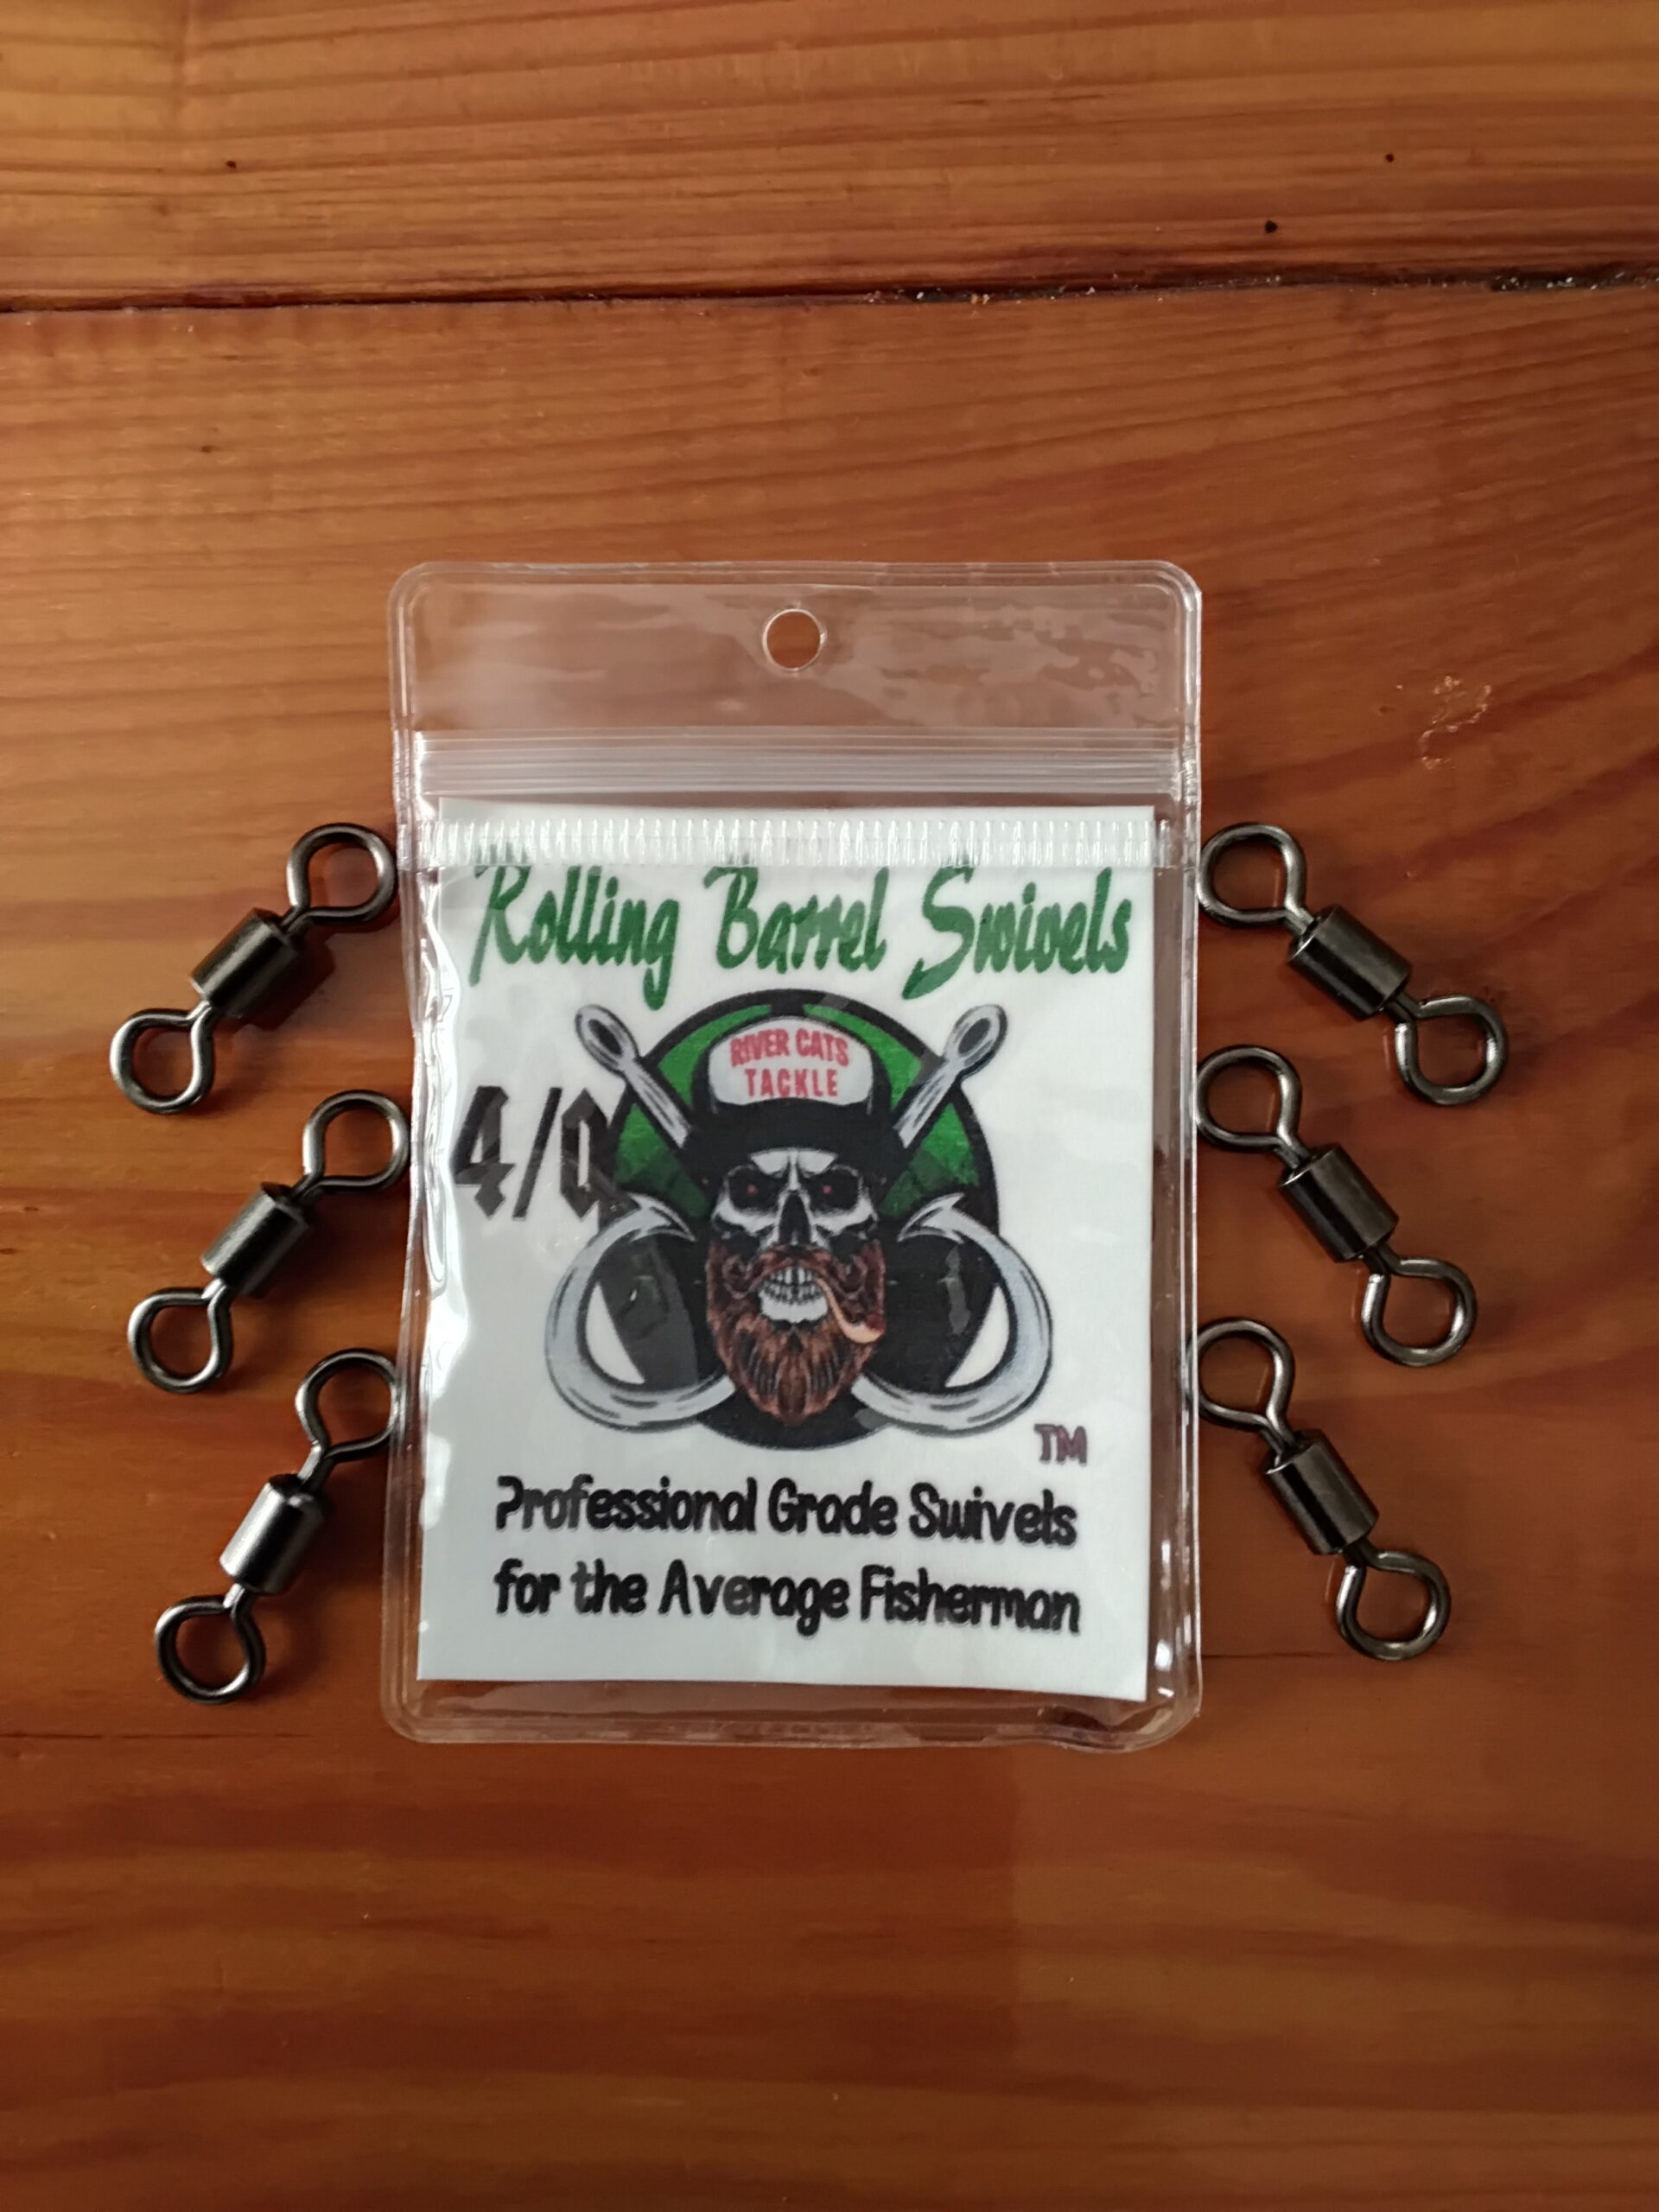 Rolling Barrel Swivels
RIVER CATS
TACKLE
4/0
TM
Professional Grade Swivels
for the Average Fisherman